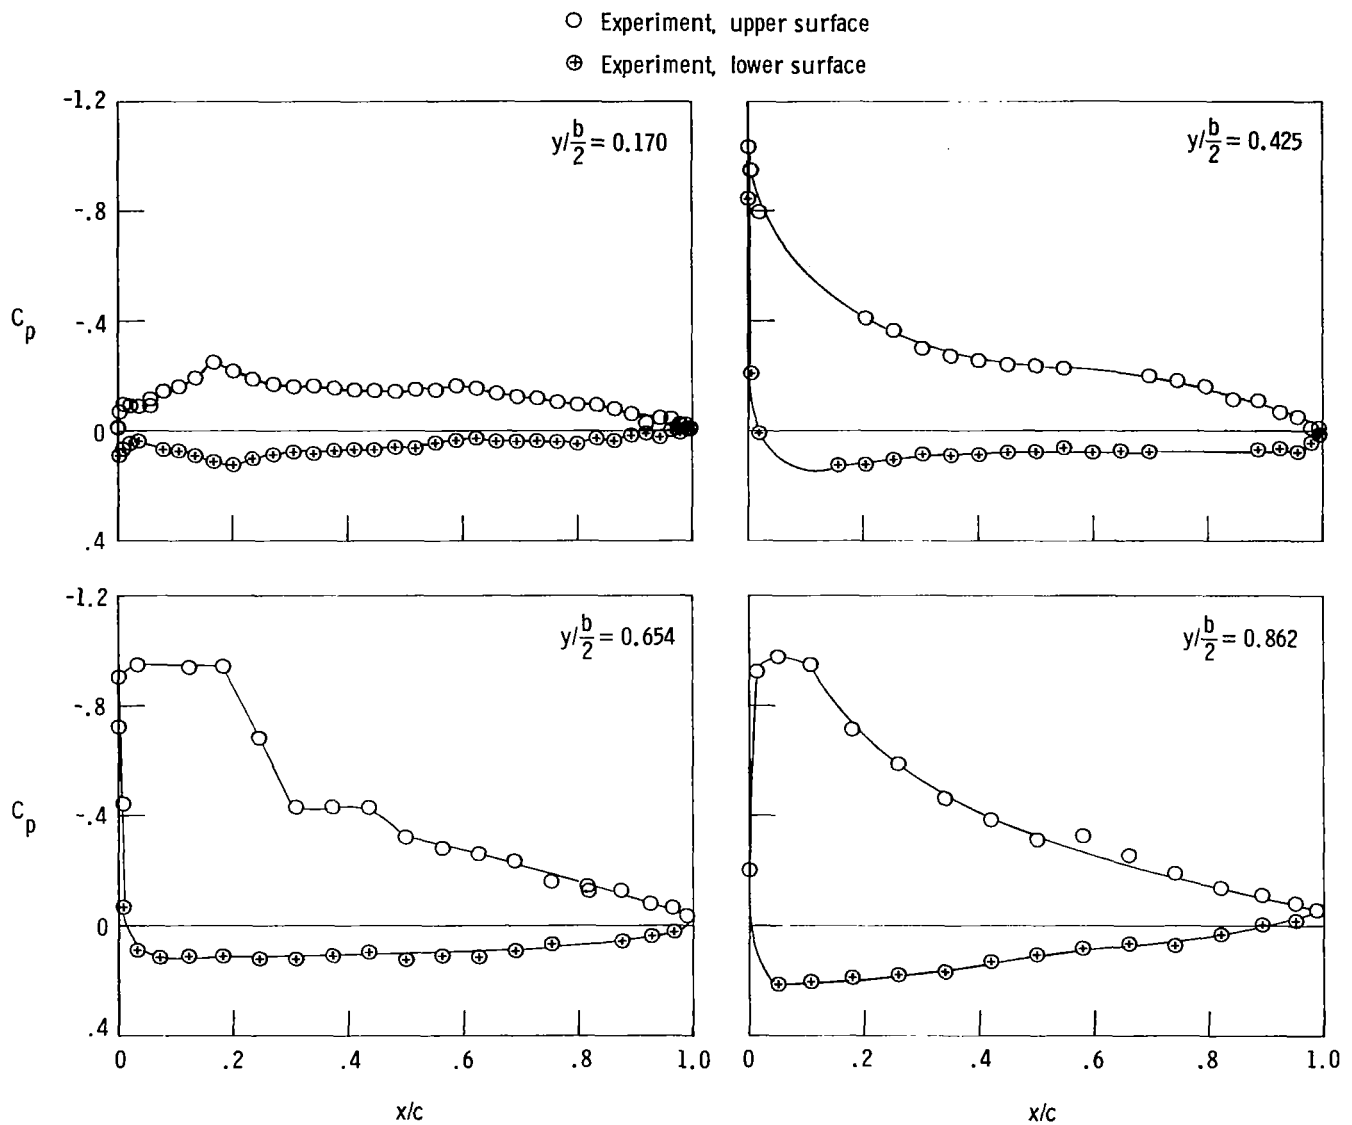 Experiment, upper surface
Experiment, lower surface
-1.2
-.8
-.4
0
.4
C_p
y/b/2 = 0.170
y/b/2 = 0.425
-1.2
-.8
-.4
0
.4
C_p
y/b/2 = 0.654
y/b/2 = 0.862
0 .2 .4 .6 .8 1.0
0 .2 .4 .6 .8 1.0
x/c
x/c